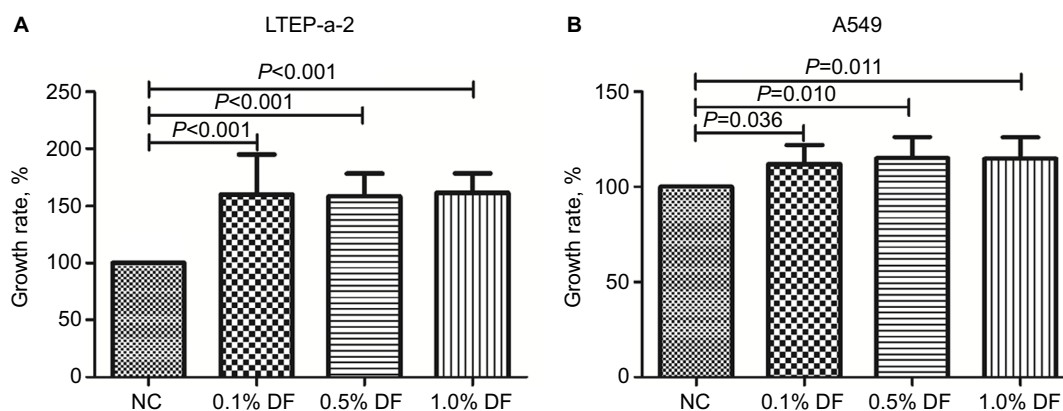 A
LTEP-a-2
P<0.001
P<0.001
P<0.001
Growth rate, %
250
200
150
100
50
0
NC
0.1% DF
0.5% DF
1.0% DF
B
A549
P=0.011
P=0.010
P=0.036
Growth rate, %
150
100
50
0
NC
0.1% DF
0.5% DF
1.0% DF